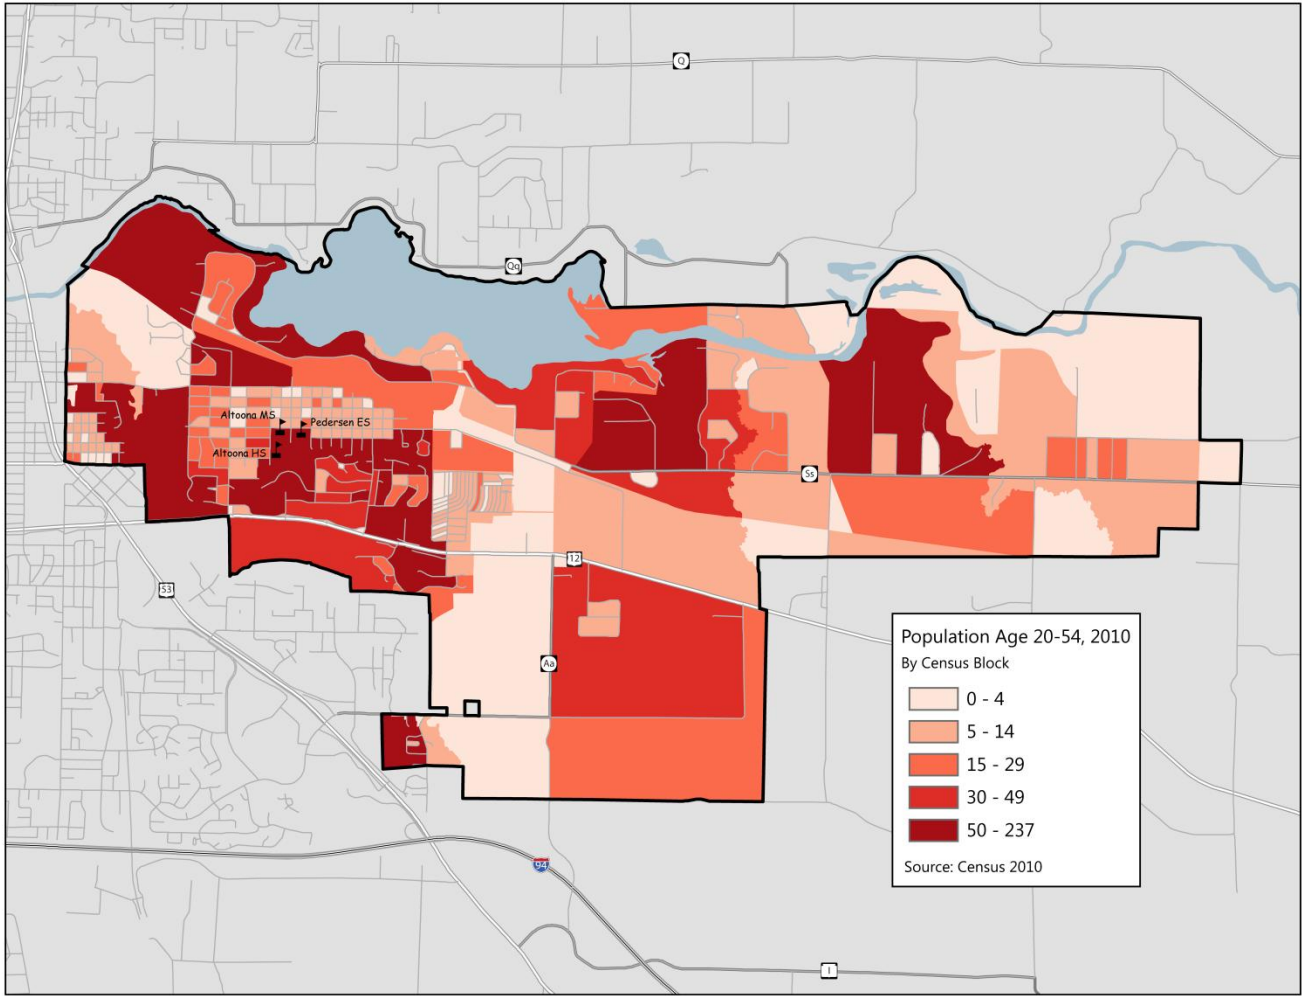 Q
Qq
Altoona MS
Pedersen ES
Altoona HS
Ss
12
53
Aa
Population Age 20-54, 2010
By Census Block
0 - 4
5 - 14
15 - 29
30 - 49
50 - 237
Source: Census 2010
94
I